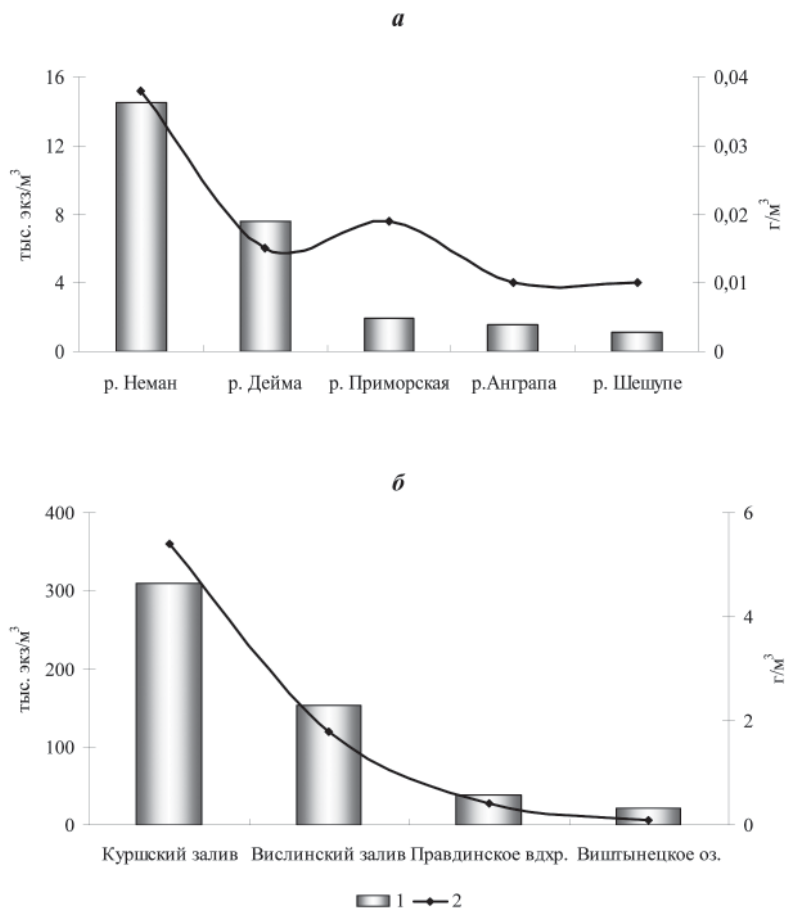 а
16
12
8
4
0
тыс. экз/м³
0,04
0,03
0,02
0,01
0
г/м³
р. Неман р. Дейма р. Приморская р.Анграпа р. Шешупе
б
400
300
200
100
0
тыс. экз/м³
6
4
2
0
г/м³
Куршский залив Вислинский залив Правдинское вдхр. Виштынецкое оз.
1 2